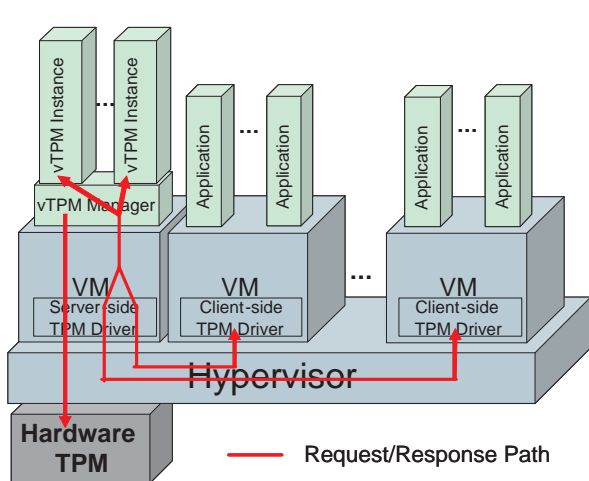 vTPM Instance
...
vTPM Instance
vTPM Manager
Application
...
Application
Application
...
Application
VM
Server-side
TPM Driver
VM
Client-side
TPM Driver
...
VM
Client-side
TPM Driver
Hypervisor
Hardware
TPM
Request/Response Path